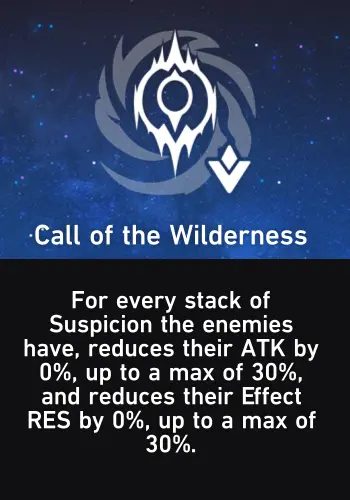 Call of the Wilderness
For every stack of
Suspicion the enemies
have, reduces their ATK by
0%, up to a max of 30%,
and reduces their Effect
RES by 0%, up to a max of
30%.